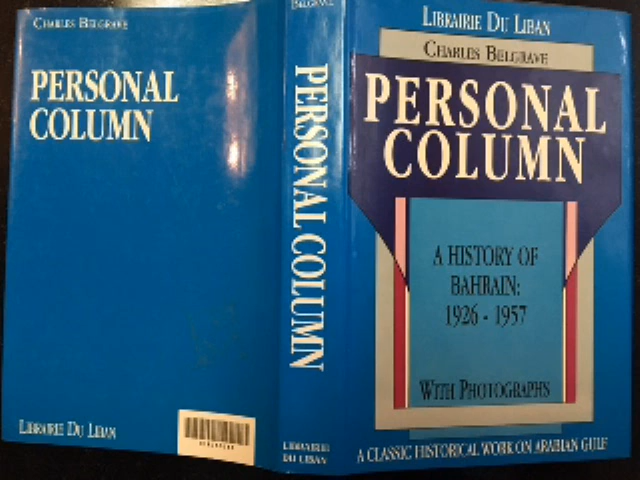 CHARLES BELGRAVE
PERSONAL
COLUMN
LIBRAIRIE DU LIBAN
BELGRAVE
PERSONAL COLUMN
LIBRAIRIE
DU LIBAN
LIBRAIRIE DU LIBAN
CHARLES BELGRAVE
PERSONAL
COLUMN
A HISTORY OF
BAHRAIN:
1926 - 1957
WITH PHOTOGRAPHS
A CLASSIC HISTORICAL WORK ON ARABIAN GULF